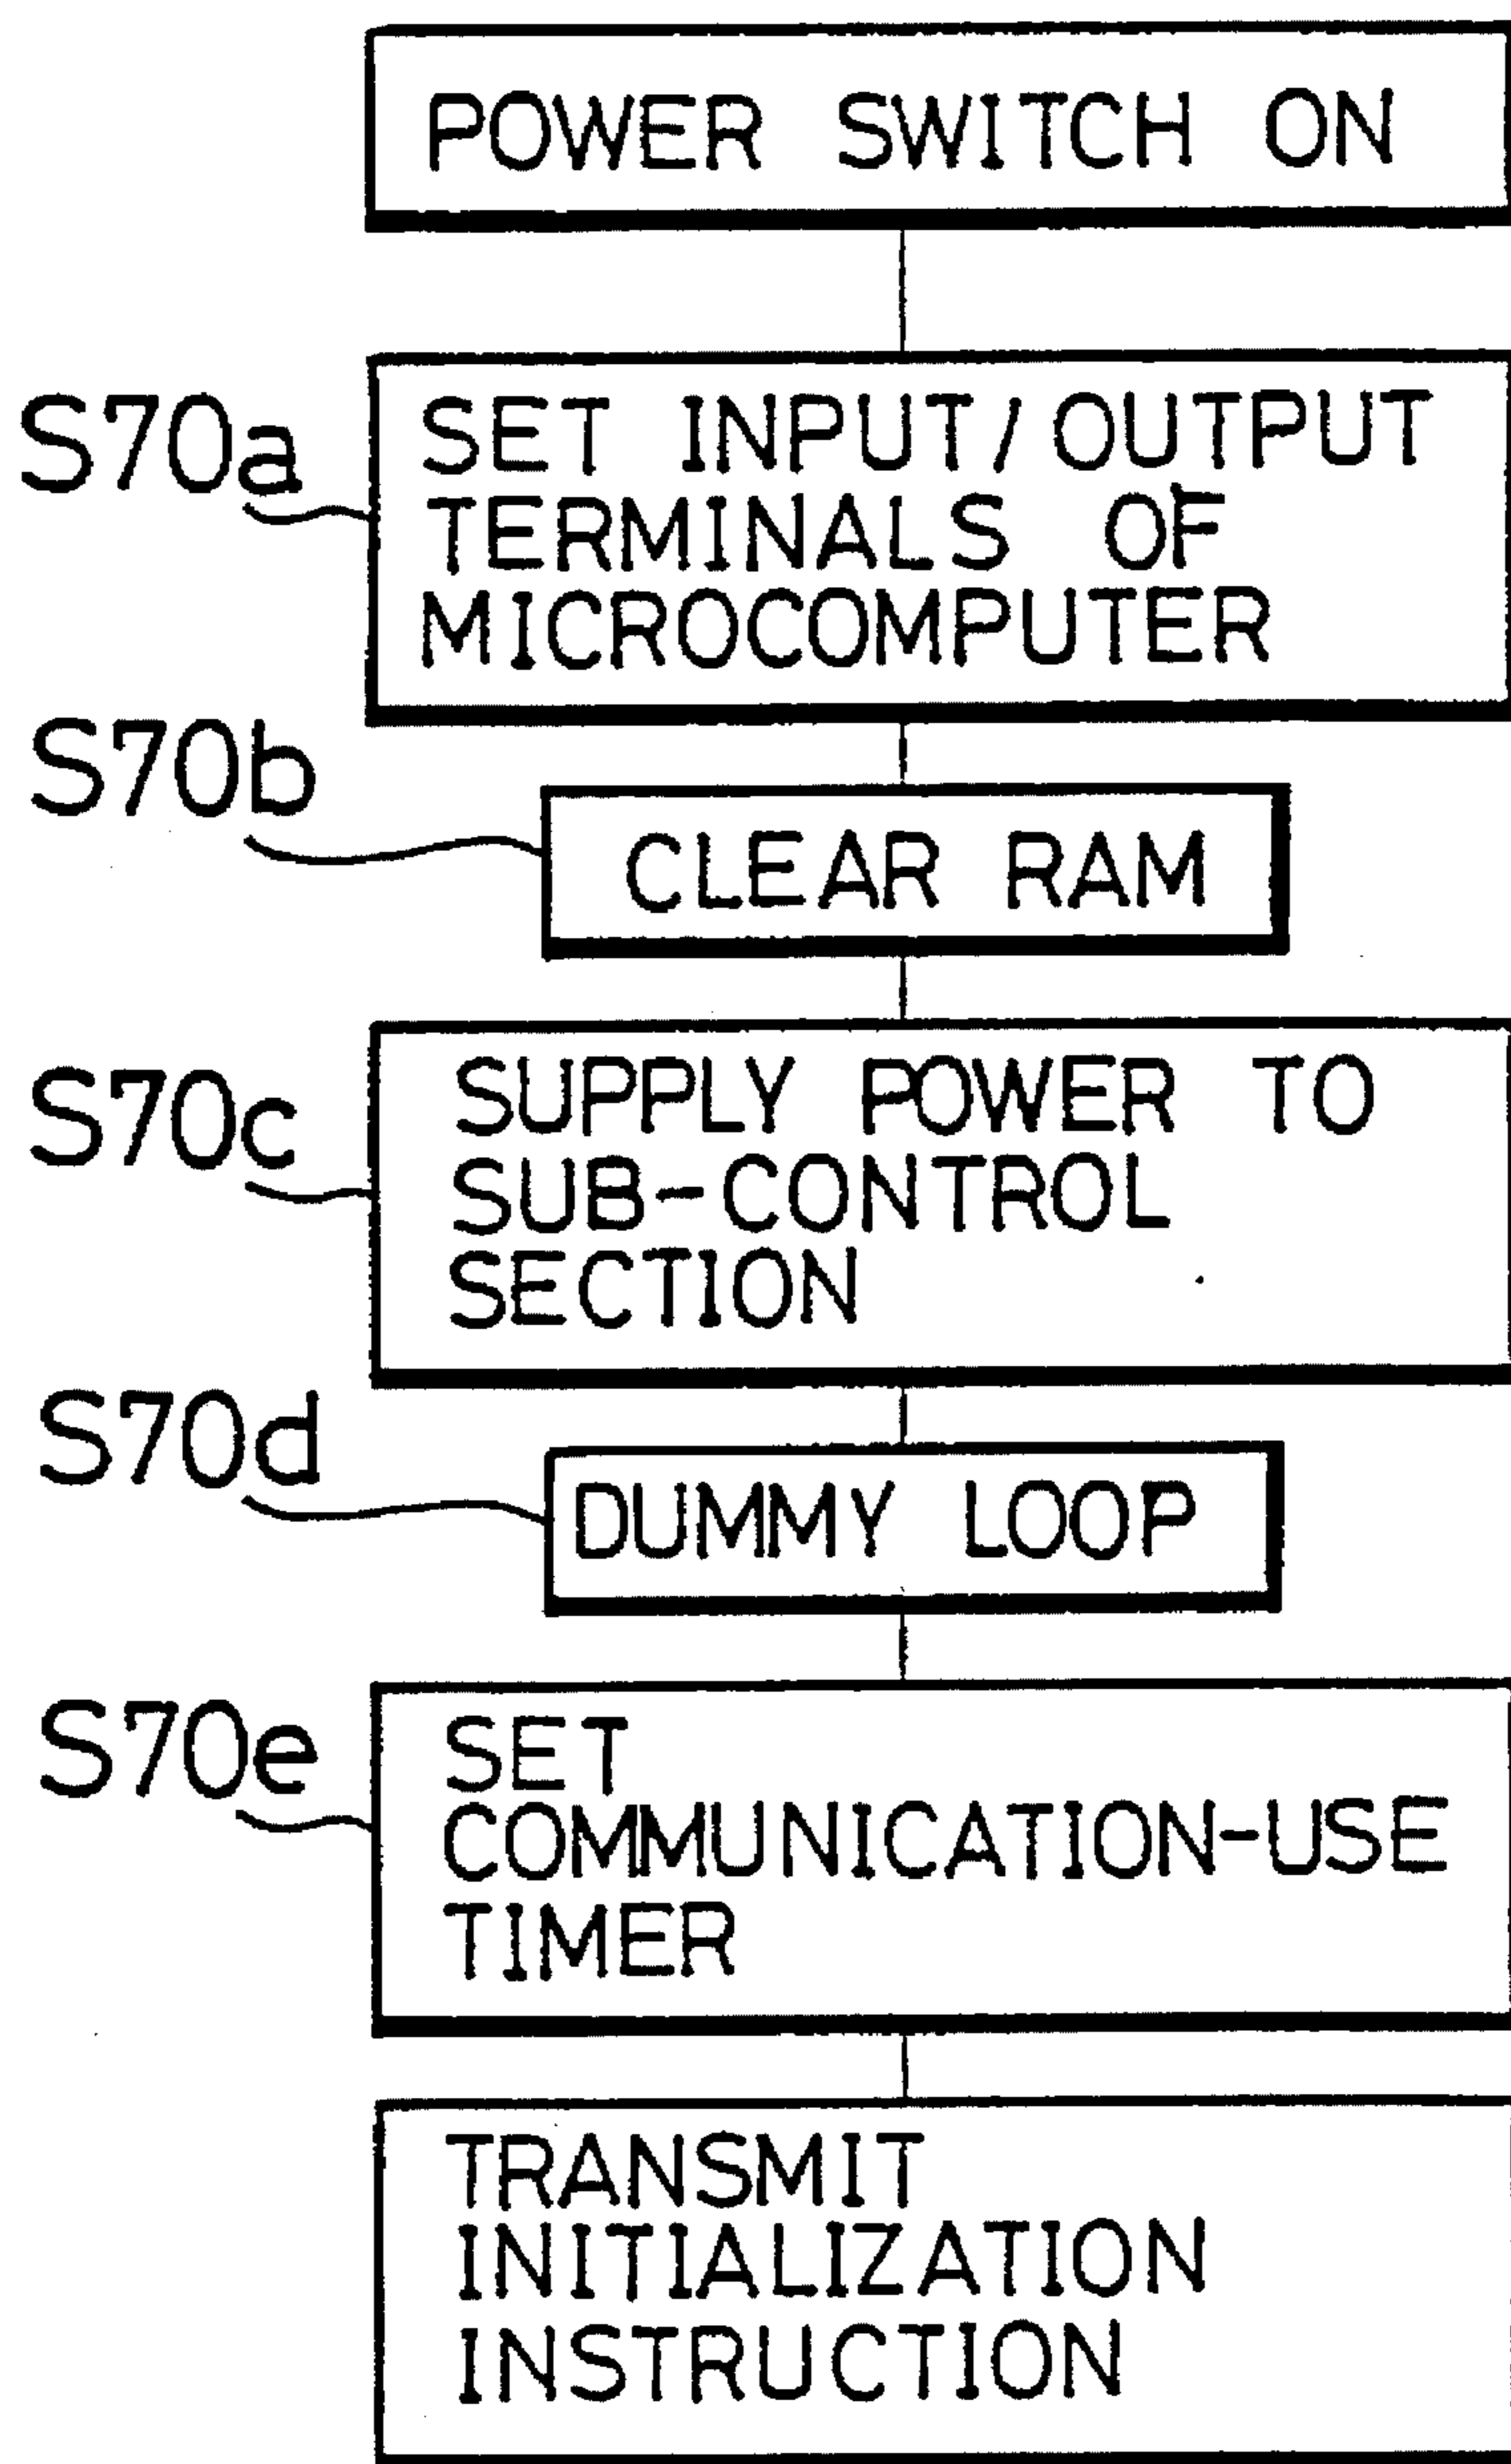 POWER SWITCH ON
S70a
SET INPUT/OUTPUT
TERMINALS OF
MICROCOMPUTER
S70b
CLEAR RAM
S70c
SUPPLY POWER TO
SUB-CONTROL
SECTION
S70d
DUMMY LOOP
S70e
SET
COMMUNICATION-USE
TIMER
TRANSMIT
INITIALIZATION
INSTRUCTION